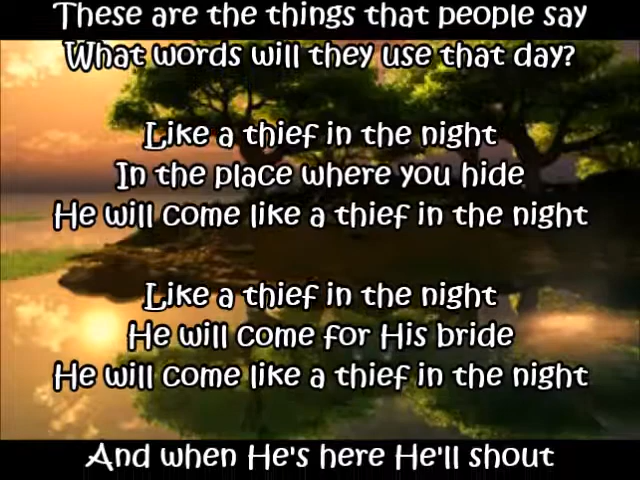 These are the things that people say
What words will they use that day?
Like a thief in the night
In the place where you hide
He will come like a thief in the night
Like a thief in the night
He will come for His bride
He will come like a thief in the night
And when He's here He'll shout